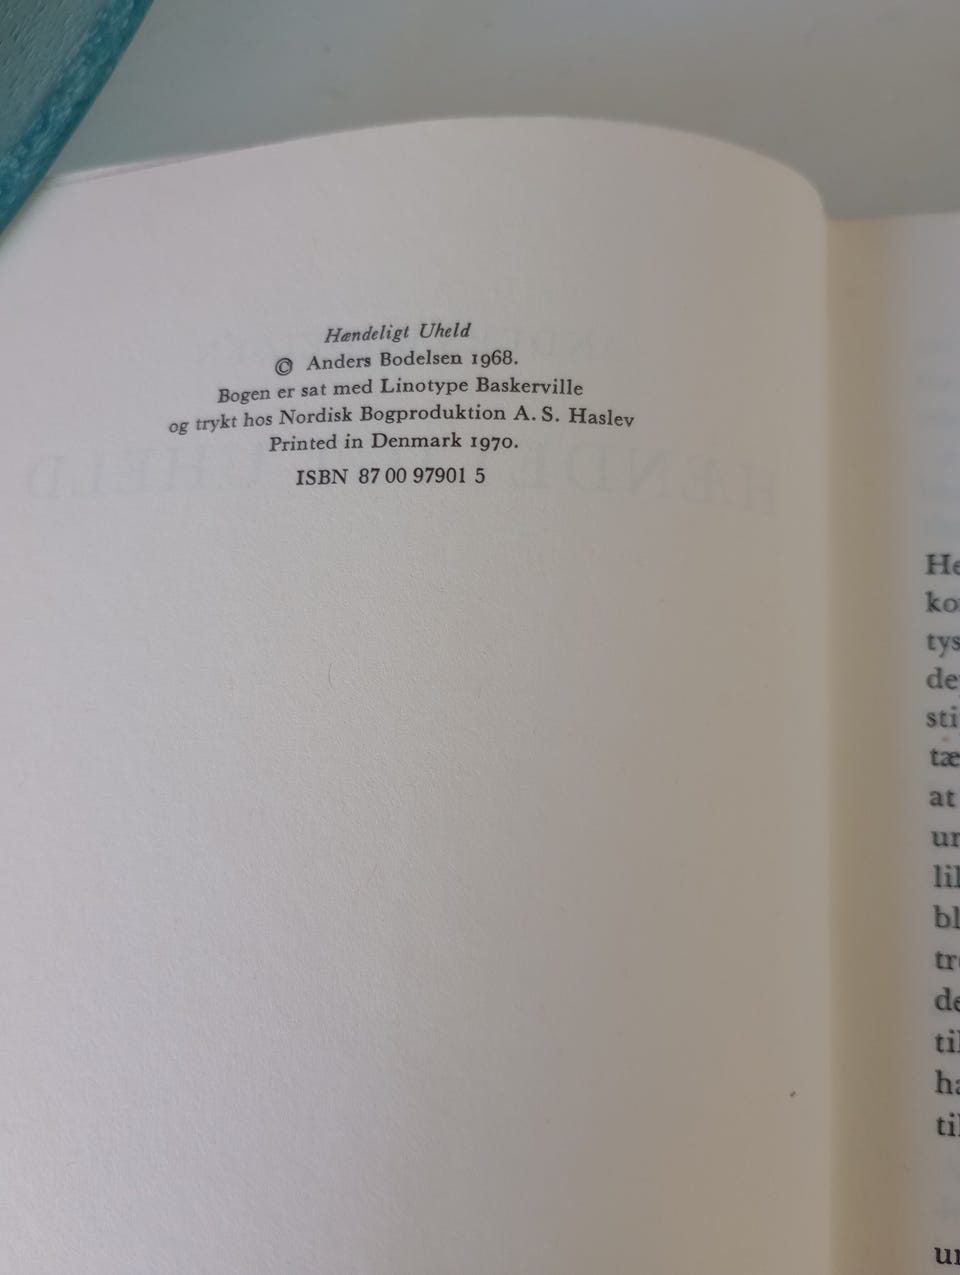 Hændeligt Uheld
© Anders Bodelsen 1968.
Bogen er sat med Linotype Baskerville
og trykt hos Nordisk Bogproduktion A. S. Haslev
Printed in Denmark 1970.
ISBN 87 00 97901 5
at